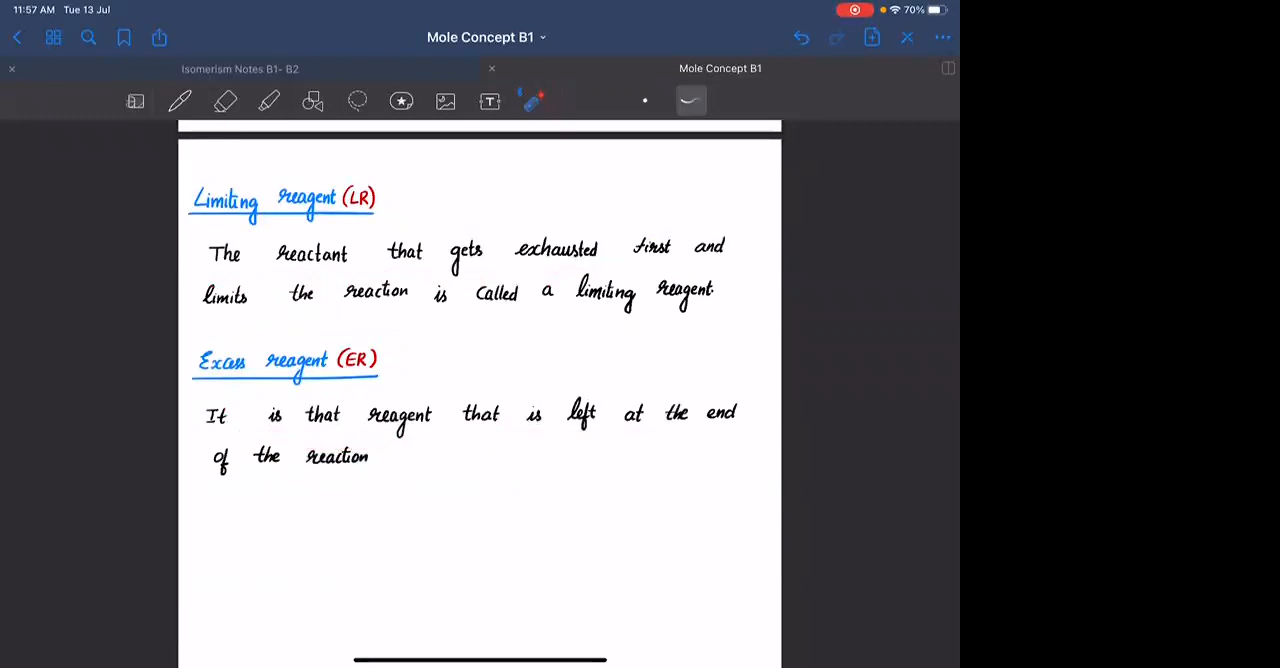 11:57 AM Tue 13 Jul
70%
Mole Concept B1
Isomerism Notes B1- B2
Mole Concept B1
Limiting reagent (LR)
The reactant that gets exhausted first and
limits the reaction is called a limiting reagent.
Excess reagent (ER)
It is that reagent that is left at the end
of the reaction